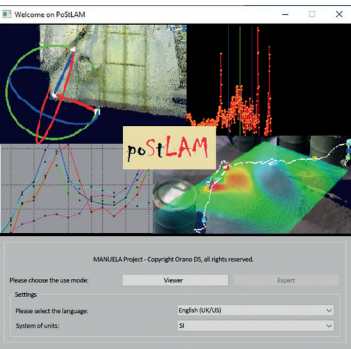 Welcome on PoStLAM
poStLAM
MANUELA Project - Copyright Orano DS, all rights reserved.
Please choose the use mode: Viewer Expert
Settings
Please select the language: English (UK/US)
System of units: SI